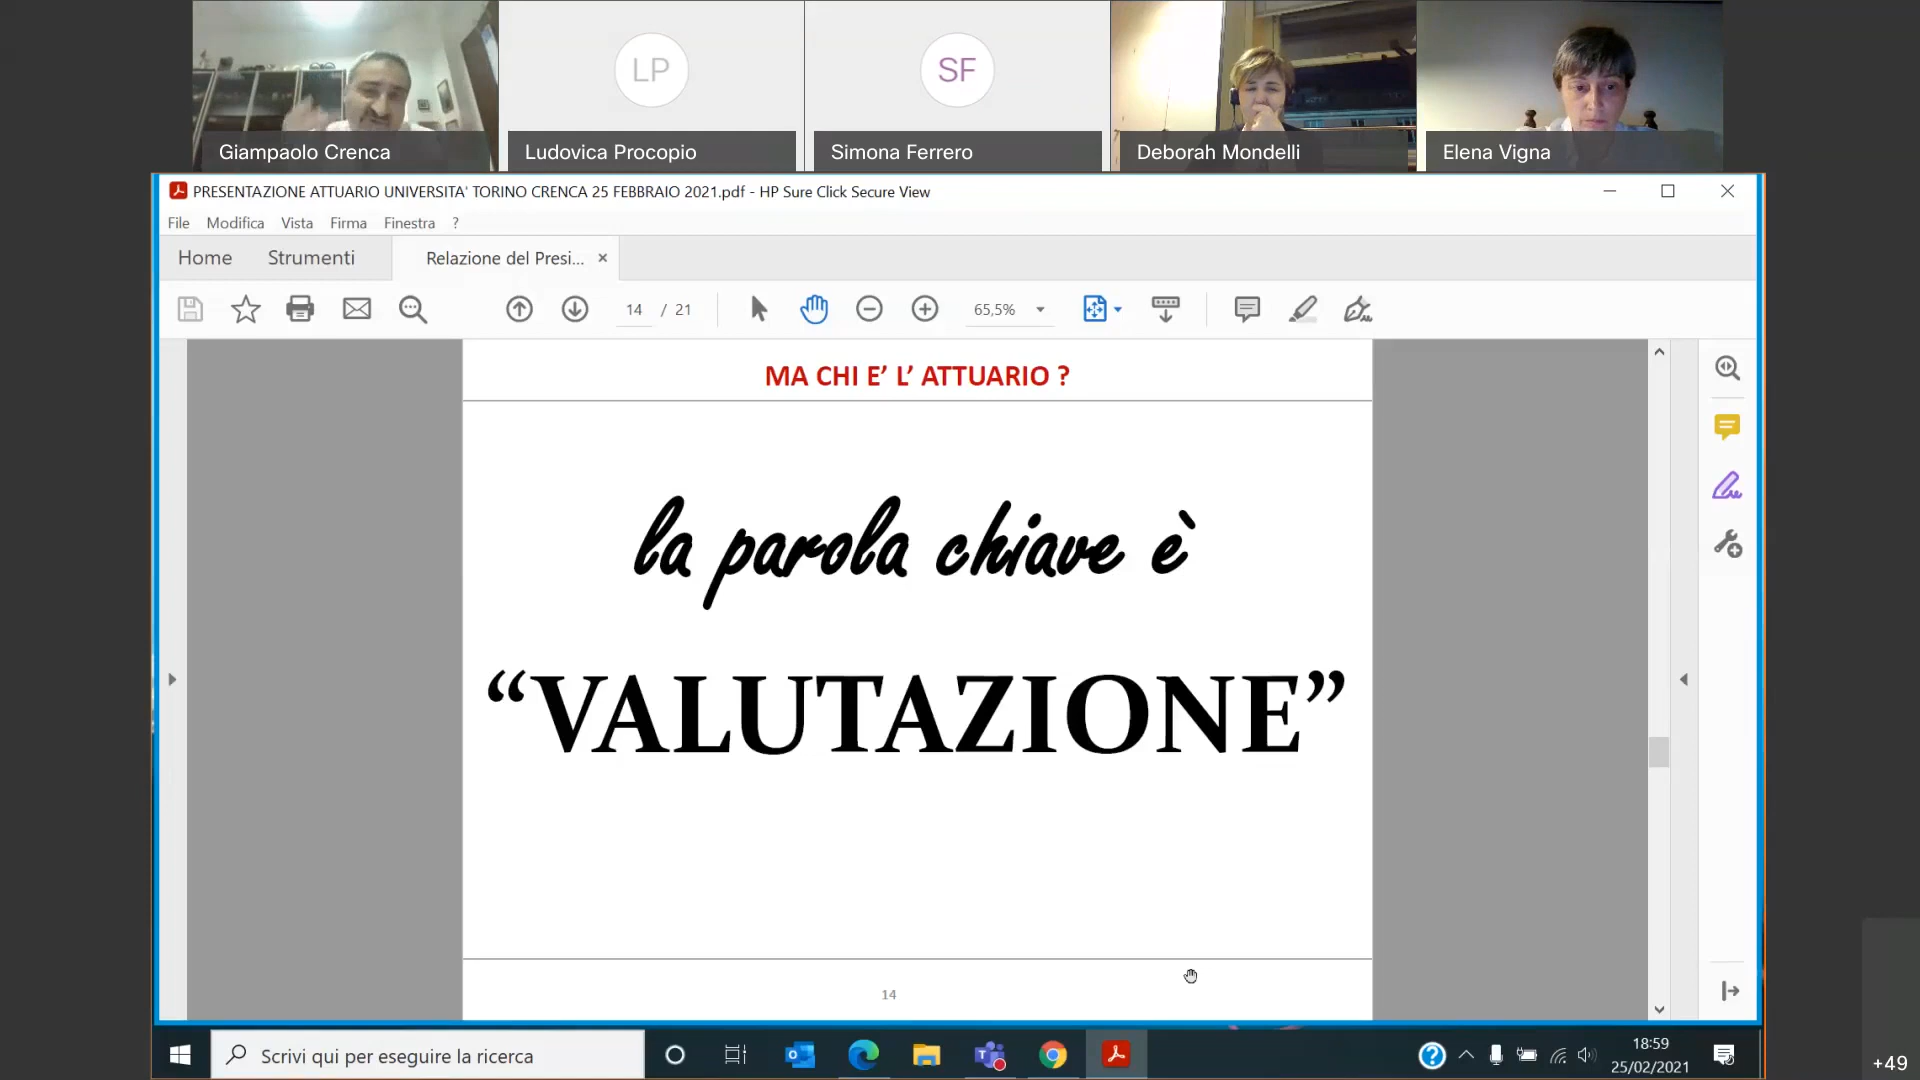 LP
SF
Giampaolo Crenca
Ludovica Procopio
Simona Ferrero
Deborah Mondelli
Elena Vigna
PRESENTAZIONE ATTUARIO UNIVERSITA' TORINO CRENCA 25 FEBBRAIO 2021.pdf - HP Sure Click Secure View
File Modifica Vista Firma Finestra ?
Home Strumenti Relazione del Presi... ×
14 / 21 65,5%
MA CHI E’ L’ ATTUARIO ?
la parola chiave è
“VALUTAZIONE”
14
Scrivi qui per eseguire la ricerca
18:59
25/02/2021
+49